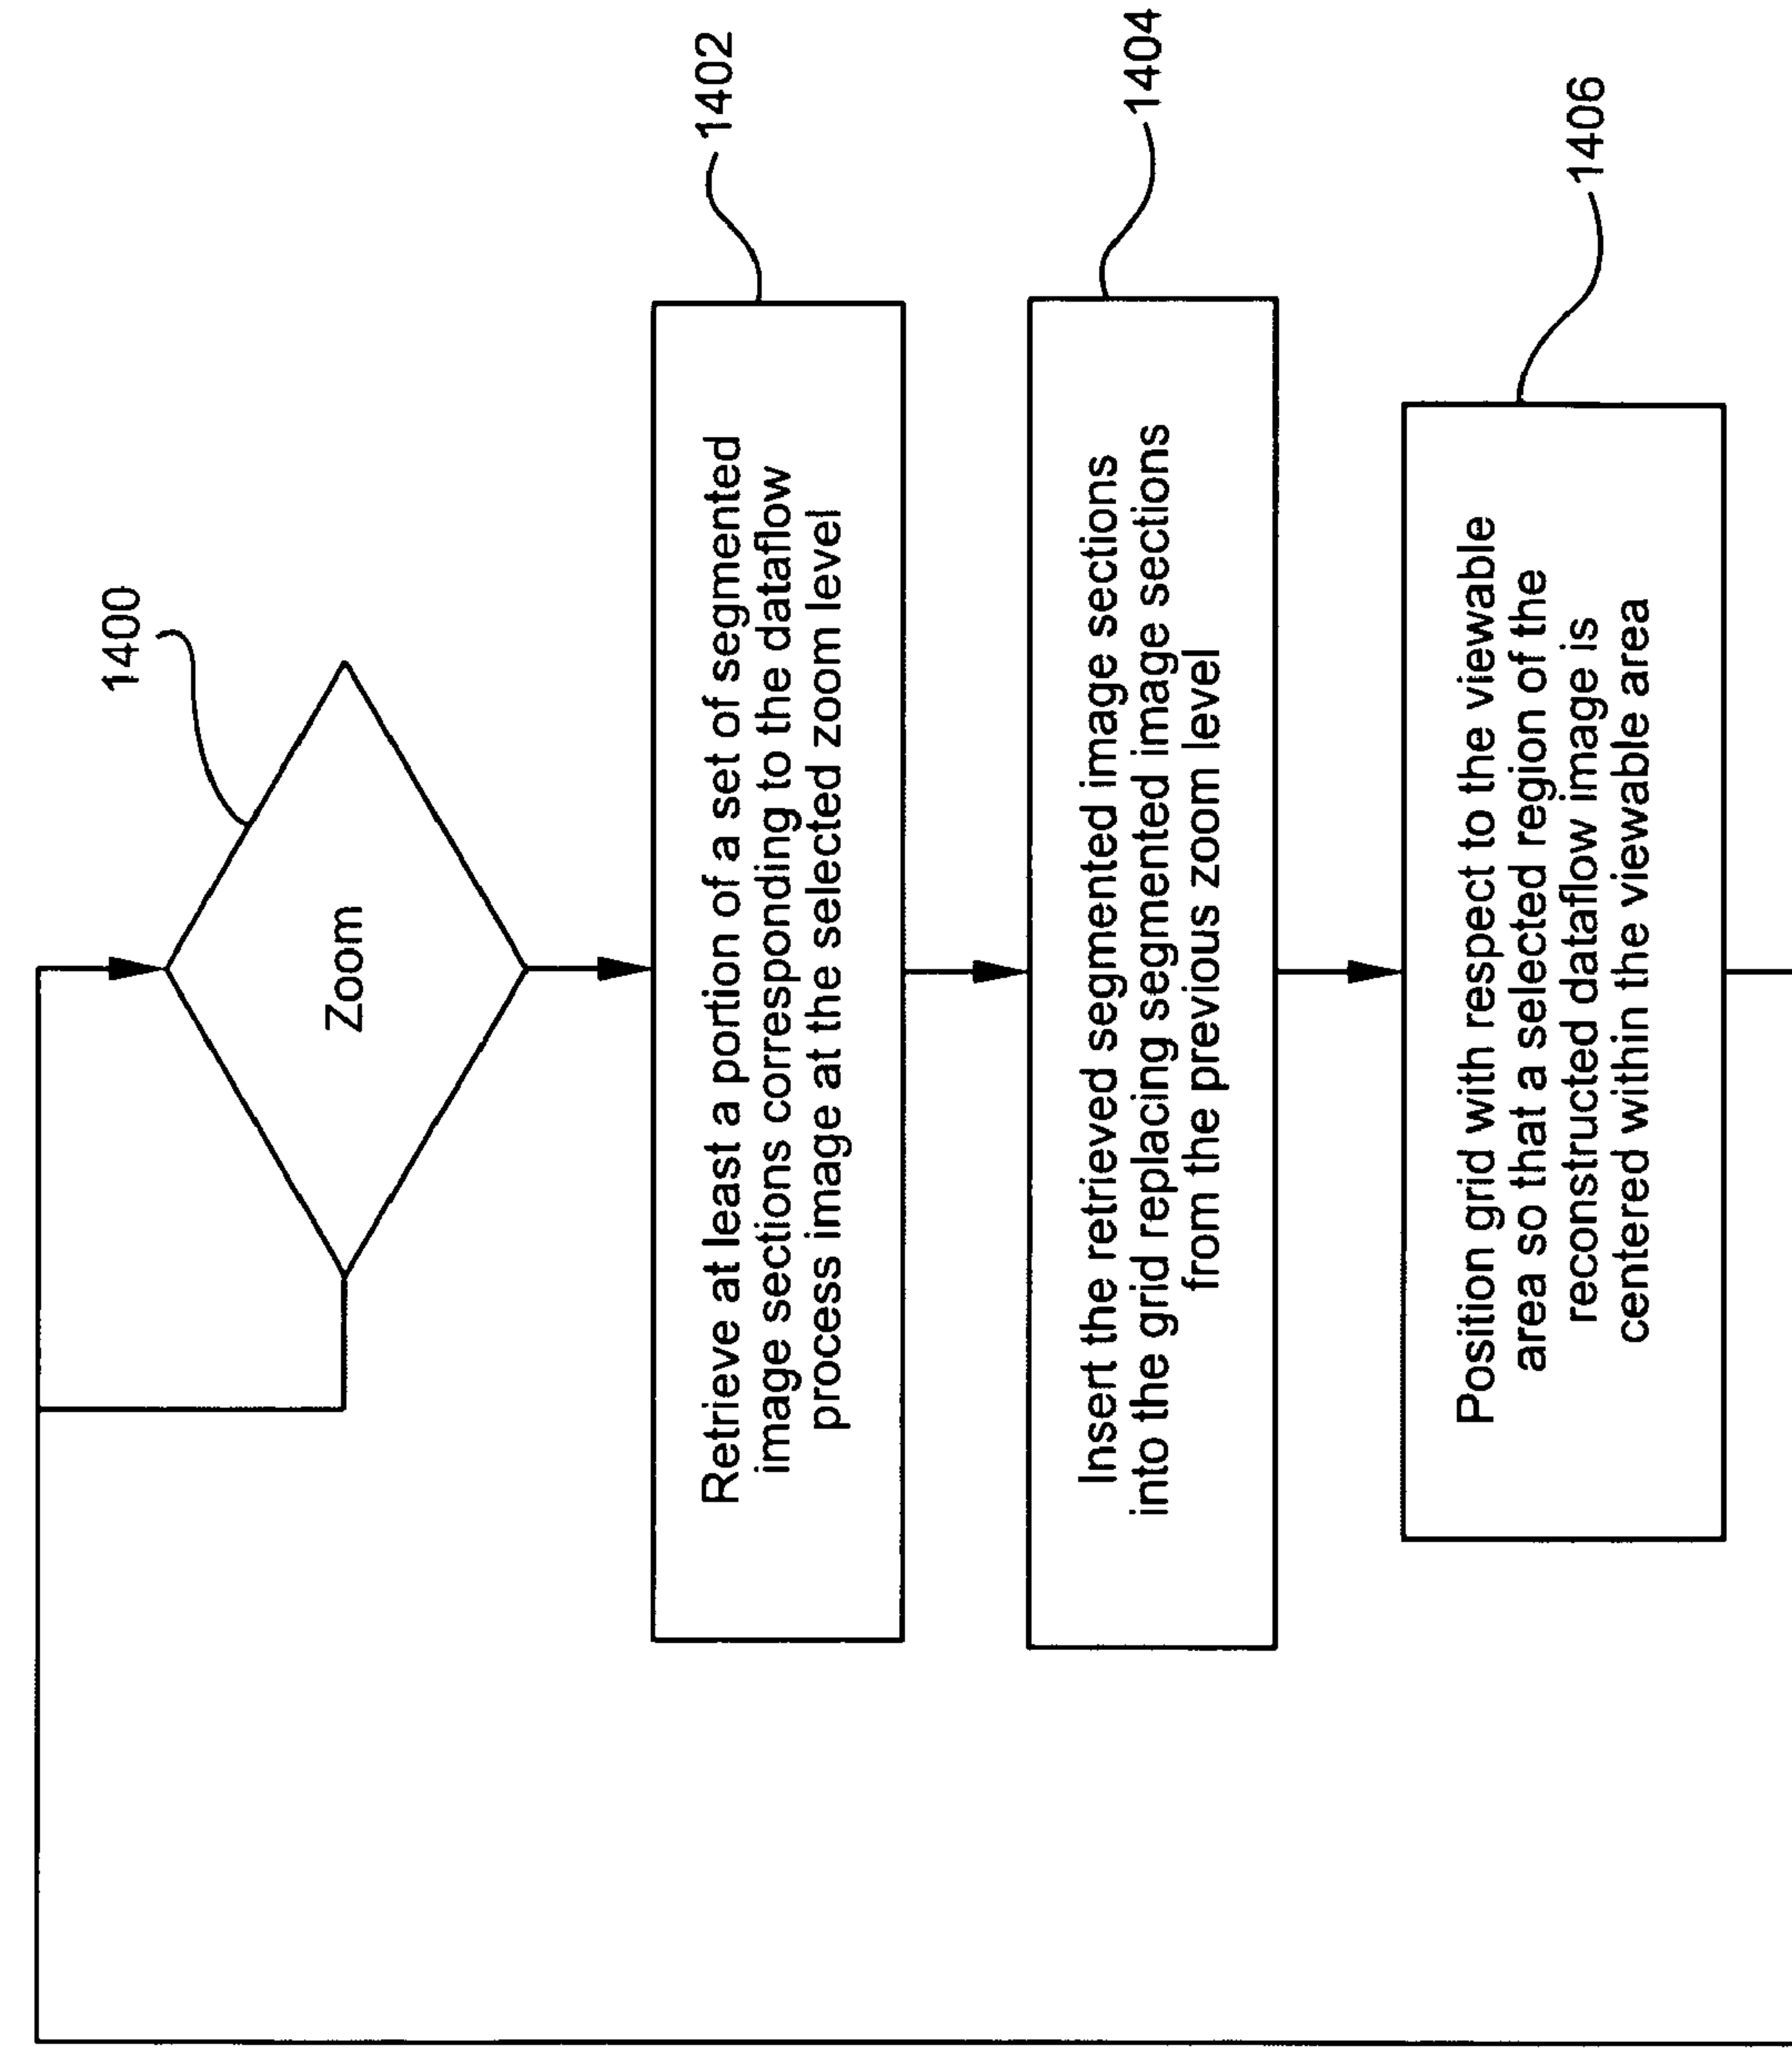 1400
Zoom
1402
Retrieve at least a portion of a set of segmented
image sections corresponding to the dataflow
process image at the selected zoom level
1404
Insert the retrieved segmented image sections
into the grid replacing segmented image sections
from the previous zoom level
1406
Position grid with respect to the viewable
area so that a selected region of the
reconstructed dataflow image is
centered within the viewable area